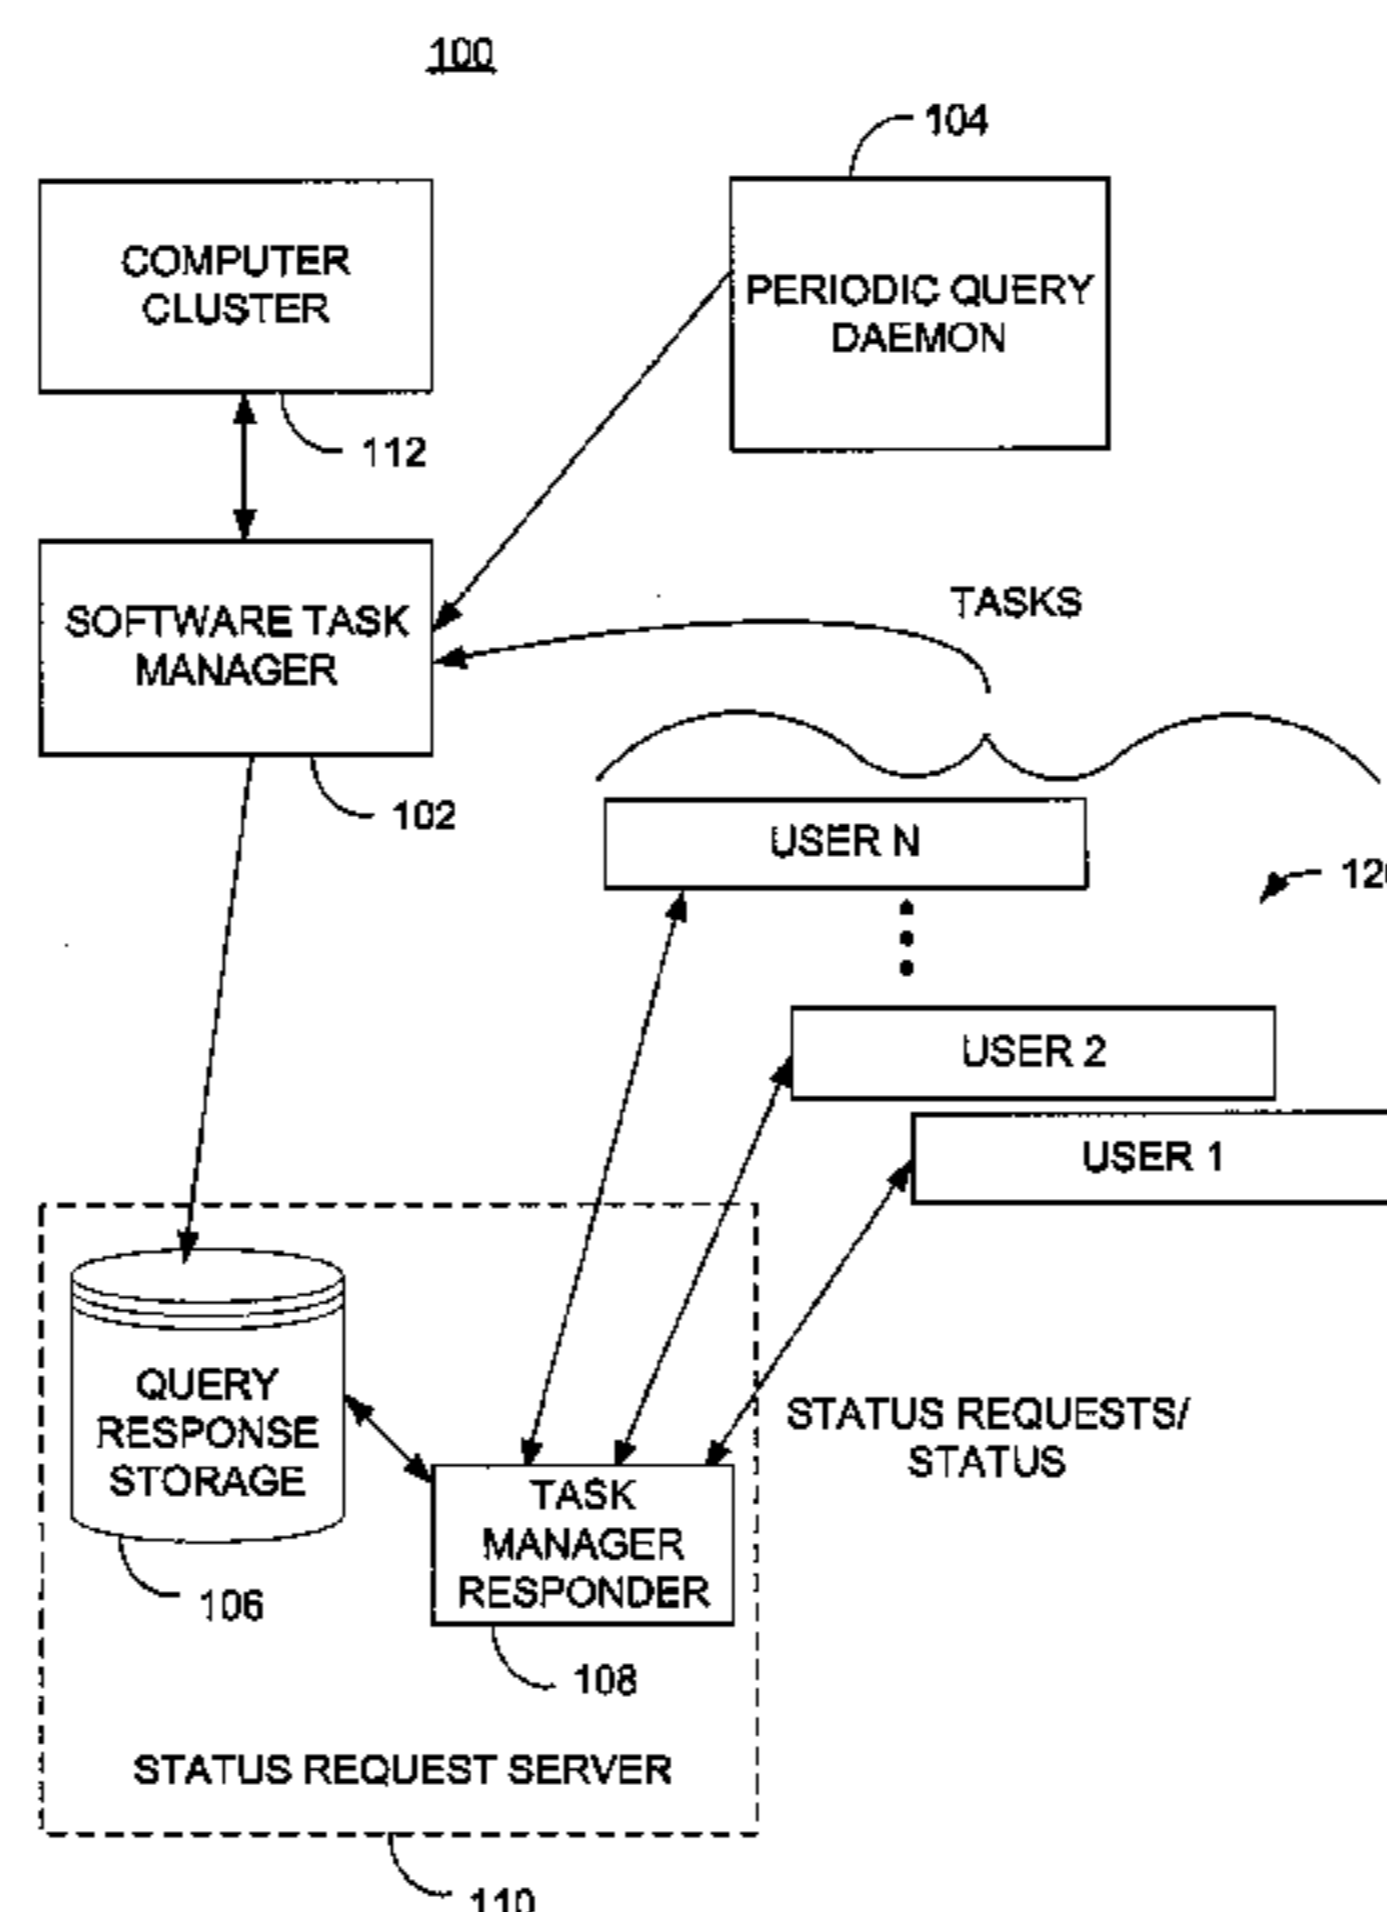 100
104
COMPUTER
CLUSTER
PERIODIC QUERY
DAEMON
112
SOFTWARE TASK
MANAGER
TASKS
102
USER N
USER 2
USER 1
QUERY
RESPONSE
STORAGE
STATUS REQUESTS/
STATUS
TASK
MANAGER
RESPONDER
106
108
STATUS REQUEST SERVER
110